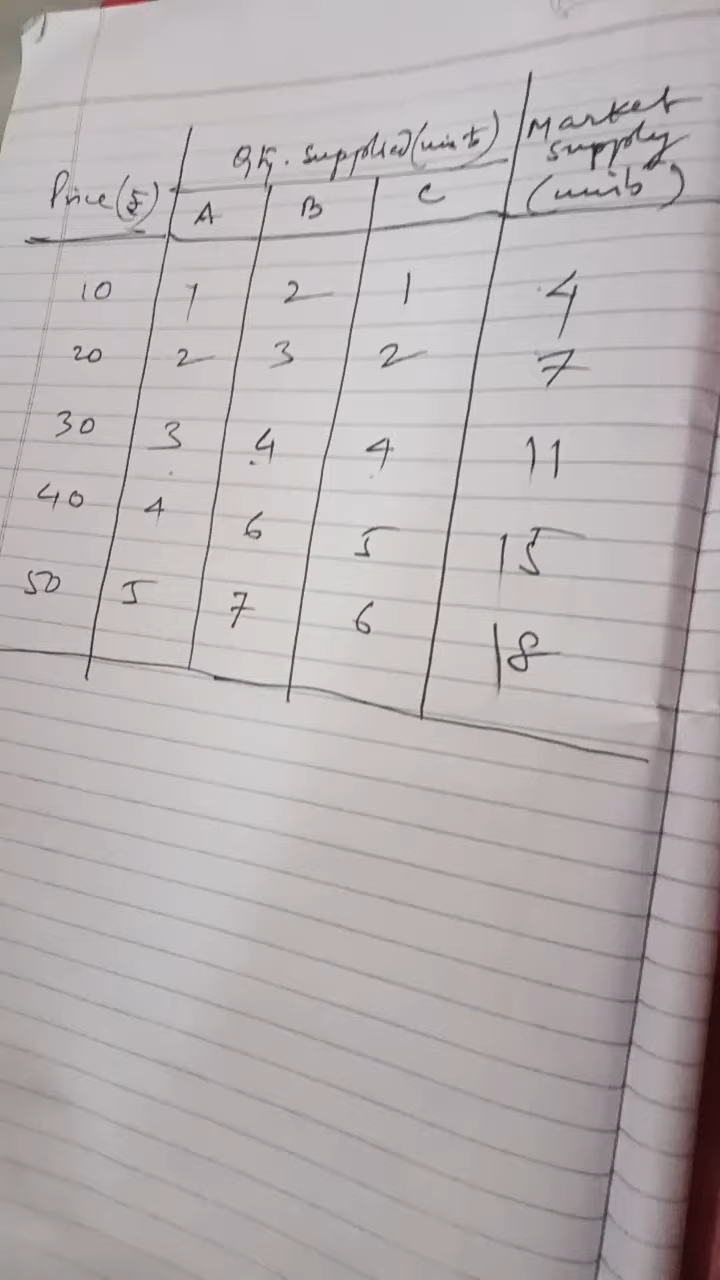 Price (₹) Qty. Supplied (units) Market supply (units)
A B C
10 1 2 1 4
20 2 3 2 7
30 3 4 4 11
40 4 6 5 15
50 5 7 6 18